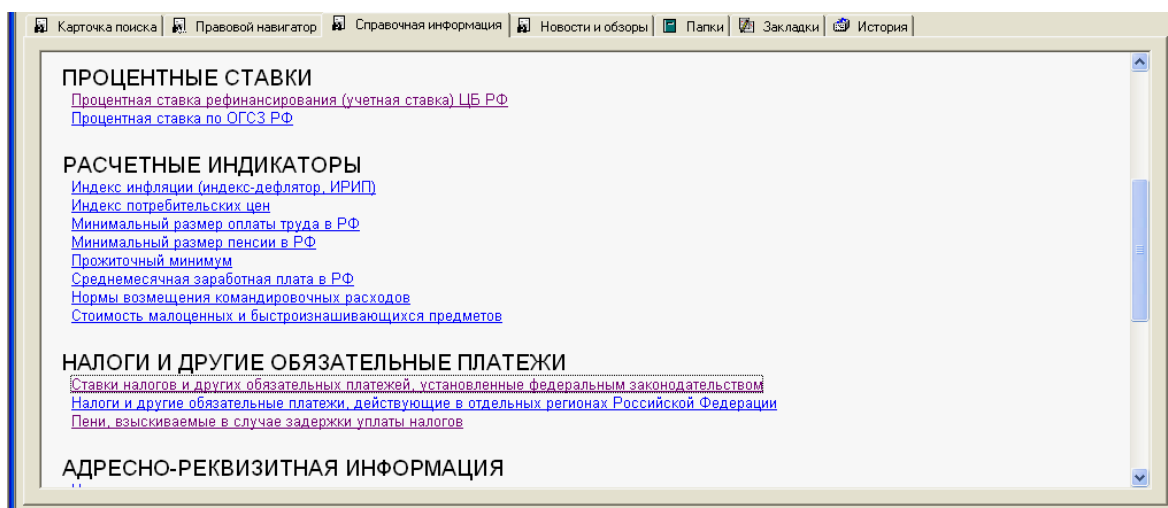 Карточка поиска Правовой навигатор Справочная информация Новости и обзоры Папки Закладки История
ПРОЦЕНТНЫЕ СТАВКИ
Процентная ставка рефинансирования (учетная ставка) ЦБ РФ
Процентная ставка по ОГСЗ РФ
РАСЧЕТНЫЕ ИНДИКАТОРЫ
Индекс инфляции (индекс-дефлятор, ИРИП)
Индекс потребительских цен
Минимальный размер оплаты труда в РФ
Минимальный размер пенсии в РФ
Прожиточный минимум
Среднемесячная заработная плата в РФ
Нормы возмещения командировочных расходов
Стоимость малоценных и быстроизнашивающихся предметов
НАЛОГИ И ДРУГИЕ ОБЯЗАТЕЛЬНЫЕ ПЛАТЕЖИ
Ставки налогов и других обязательных платежей, установленные федеральным законодательством
Налоги и другие обязательные платежи, действующие в отдельных регионах Российской Федерации
Пени, взыскиваемые в случае задержки уплаты налогов
АДРЕСНО-РЕКВИЗИТНАЯ ИНФОРМАЦИЯ